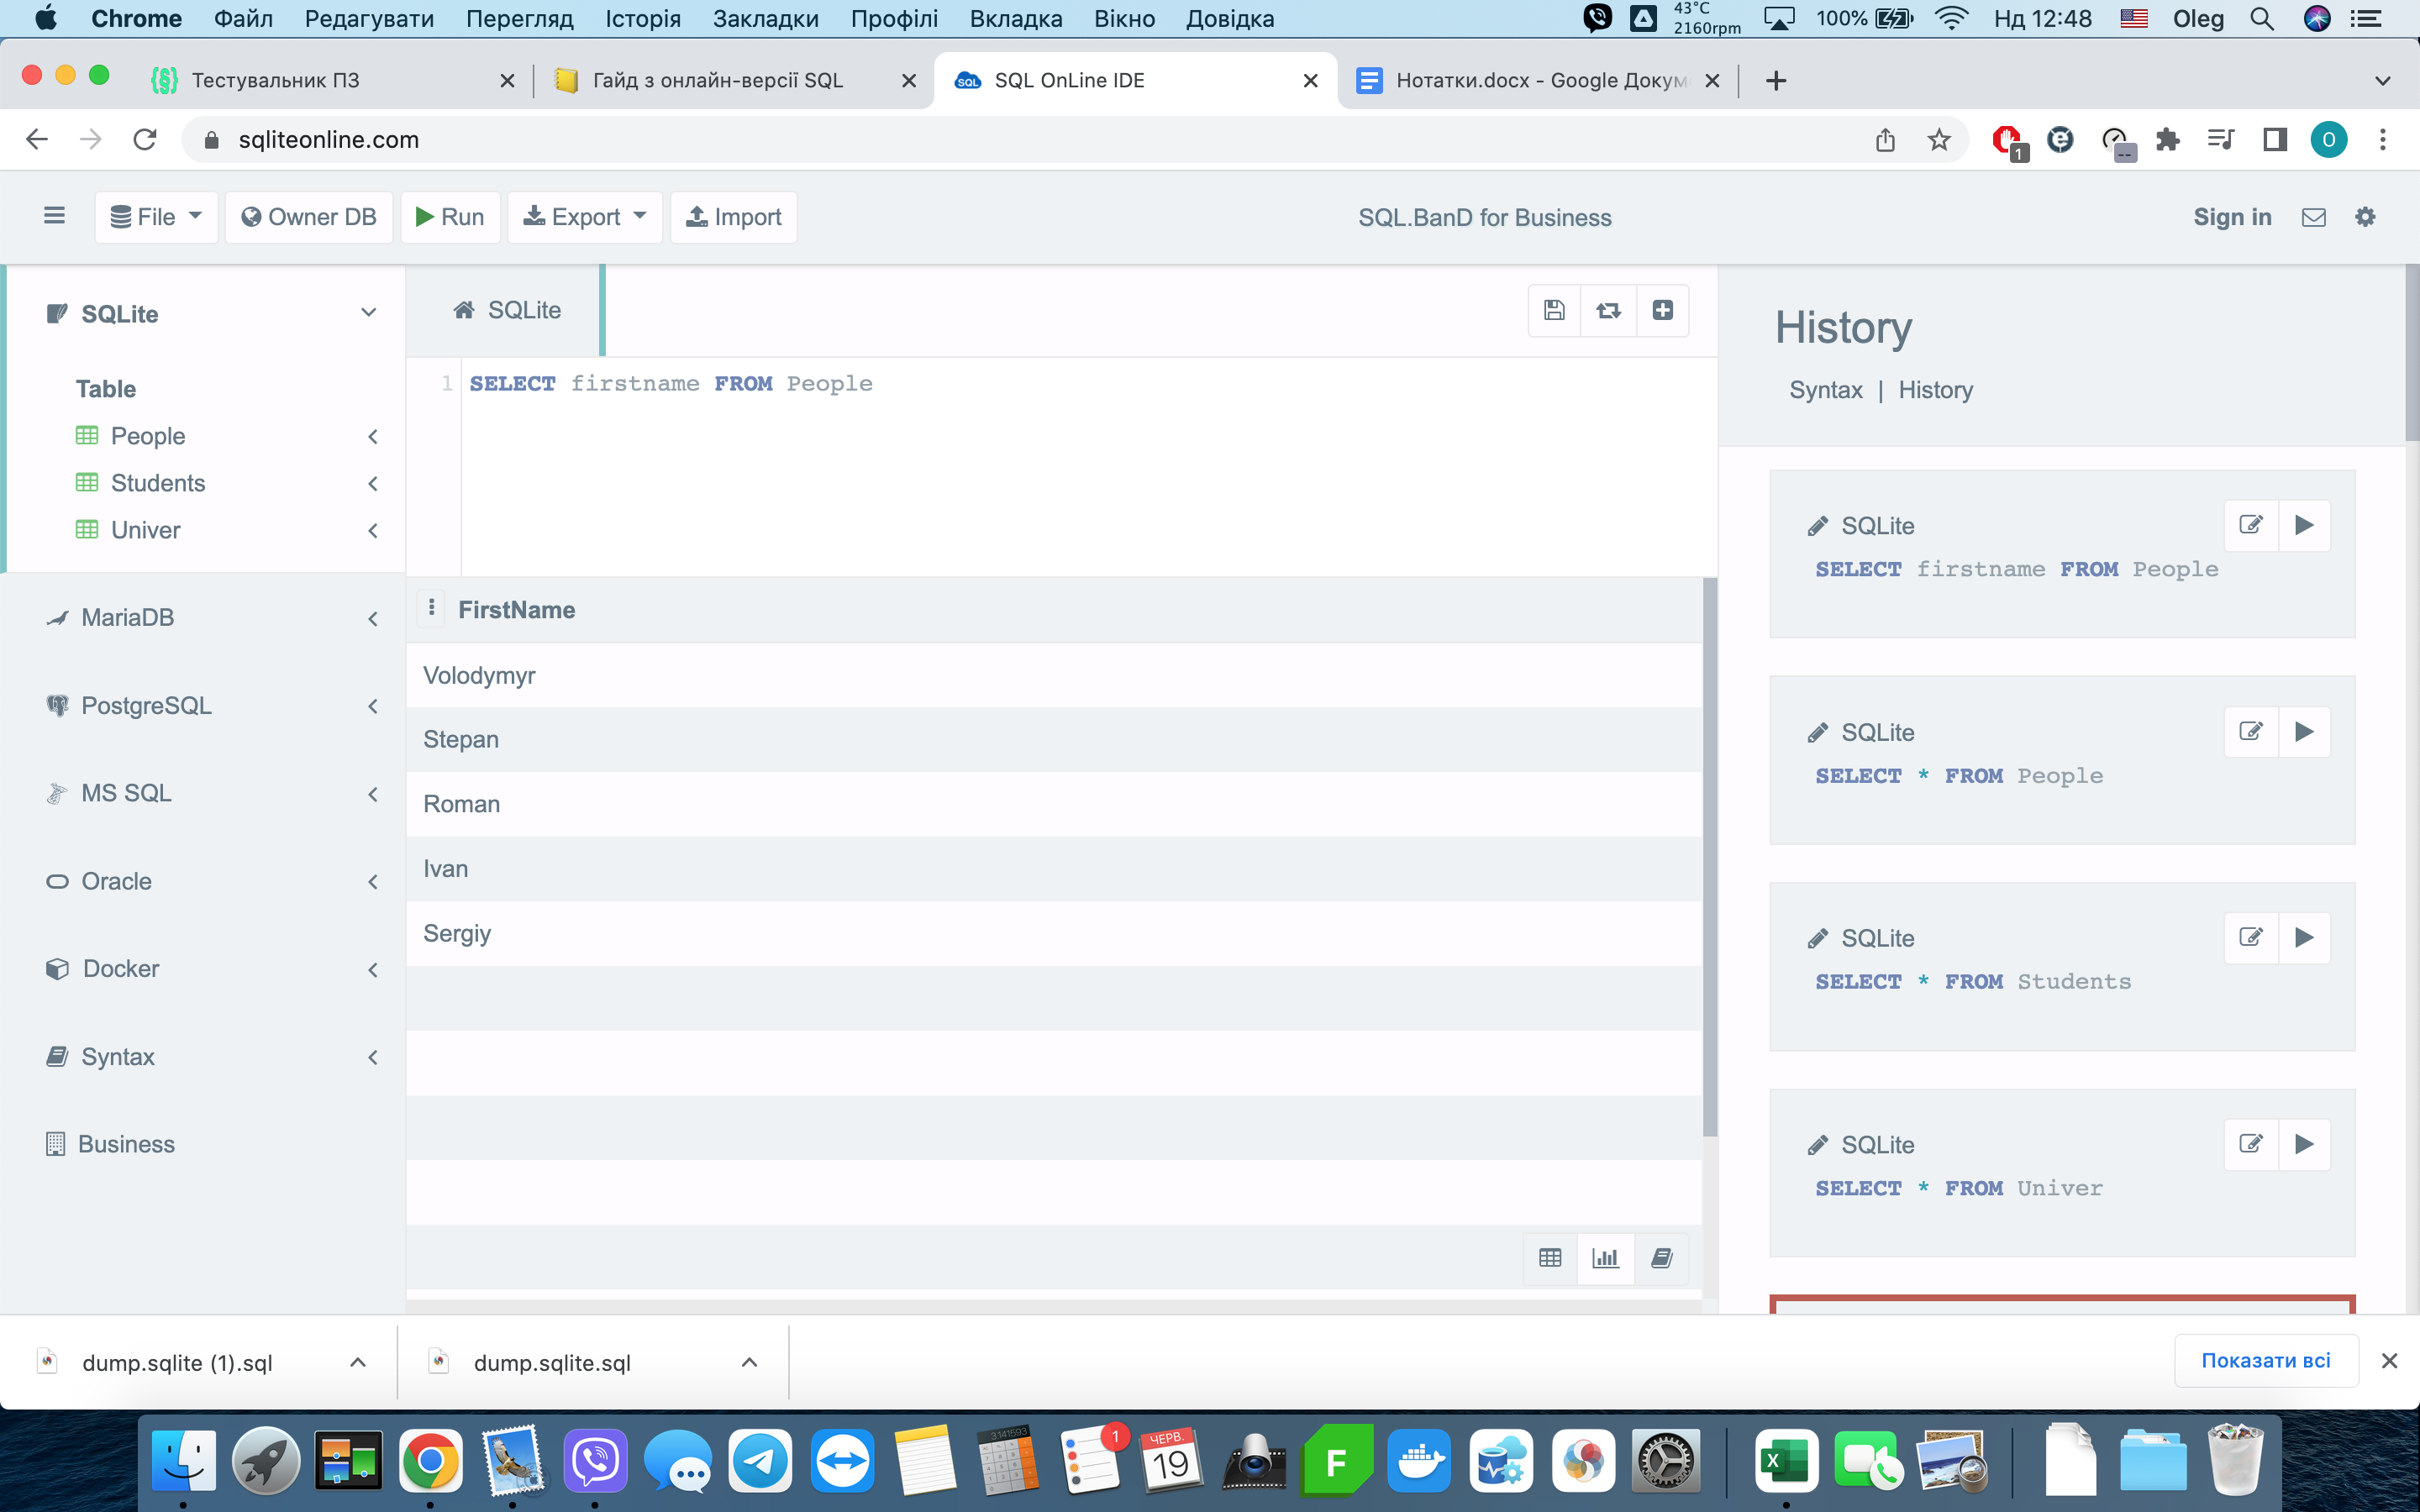 Chrome Файл Редагувати Перегляд Історія Закладки Профілі Вкладка Вікно Довідка 43°C 2160rpm 100% Нд 12:48 Oleg
Тестувальник ПЗ Гайд з онлайн-версії SQL SQL OnLine IDE Нотатки.docx - Google Докум
sqliteonline.com 1 -- O
File Owner DB Run Export Import SQL.BanD for Business Sign in
SQLite
Table
People
Students
Univer
MariaDB
PostgreSQL
MS SQL
Oracle
Docker
Syntax
Business
SQLite
1 SELECT firstname FROM People
FirstName
Volodymyr
Stepan
Roman
Ivan
Sergiy
History
Syntax | History
SQLite
SELECT firstname FROM People
SQLite
SELECT * FROM People
SQLite
SELECT * FROM Students
SQLite
SELECT * FROM Univer
dump.sqlite (1).sql dump.sqlite.sql Показати всі
3,141593 1 ЧЕРВ. 19 F X